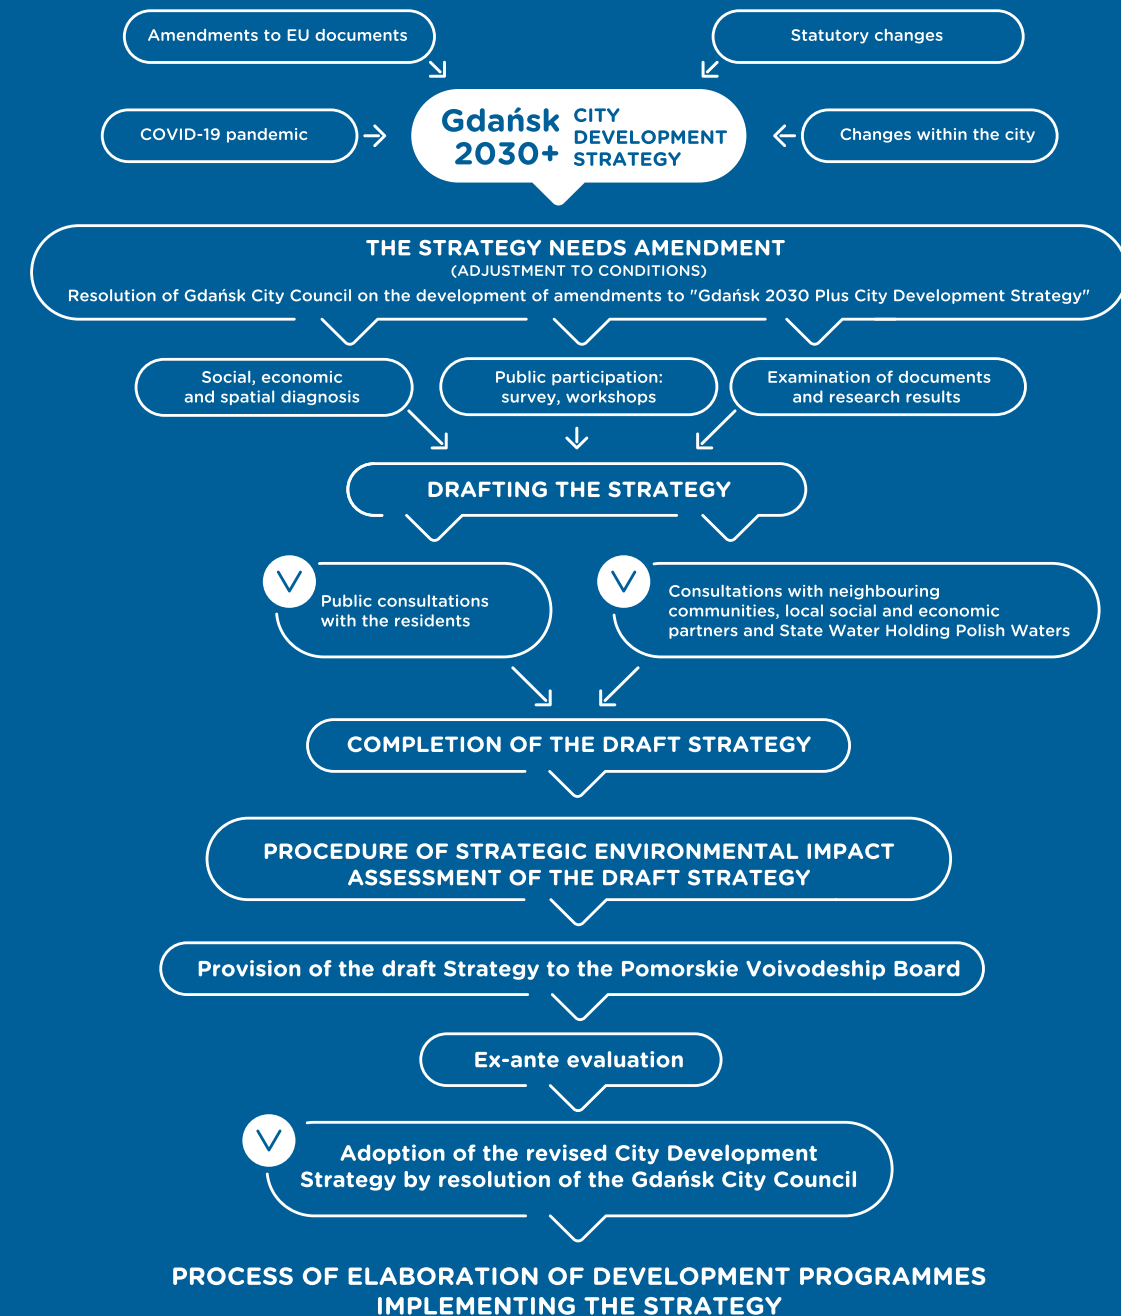 Amendments to EU documents
Statutory changes
COVID-19 pandemic
Gdańsk
2030+
CITY
DEVELOPMENT
STRATEGY
Changes within the city
THE STRATEGY NEEDS AMENDMENT
(ADJUSTMENT TO CONDITIONS)
Resolution of Gdańsk City Council on the development of amendments to "Gdańsk 2030 Plus City Development Strategy"
Social, economic
and spatial diagnosis
Public participation:
survey, workshops
Examination of documents
and research results
DRAFTING THE STRATEGY
Public consultations
with the residents
Consultations with neighbouring
communities, local social and economic
partners and State Water Holding Polish Waters
COMPLETION OF THE DRAFT STRATEGY
PROCEDURE OF STRATEGIC ENVIRONMENTAL IMPACT
ASSESSMENT OF THE DRAFT STRATEGY
Provision of the draft Strategy to the Pomorskie Voivodeship Board
Ex-ante evaluation
Adoption of the revised City Development
Strategy by resolution of the Gdańsk City Council
PROCESS OF ELABORATION OF DEVELOPMENT PROGRAMMES
IMPLEMENTING THE STRATEGY